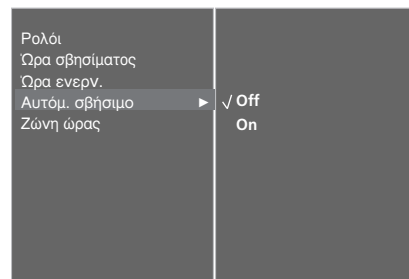 Ρολόι
Ώρα σβησίματος
Ώρα ενεργ.
Αυτόμ. σβήσιμο ► √ Off
On
Ζώνη ώρας